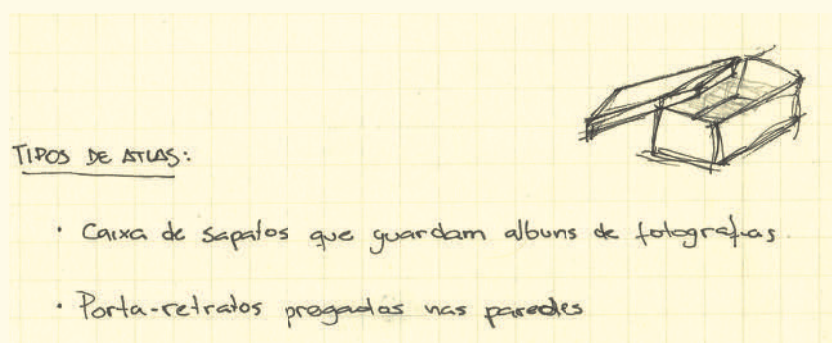 TIPOS DE ATLAS:
• Caixa de sapatos que guardam albuns de fotografias
• Porta-retratos pregados nas paredes